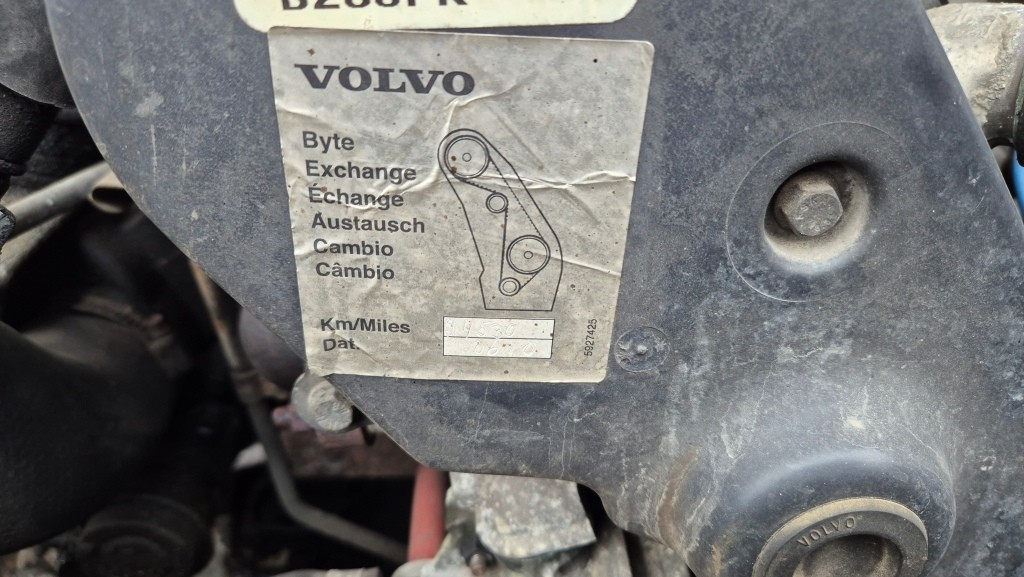 VOLVO
Byte
Exchange
Échange
Austausch
Cambio
Câmbio
Km/Miles
Dat.
5927425
VOLVO